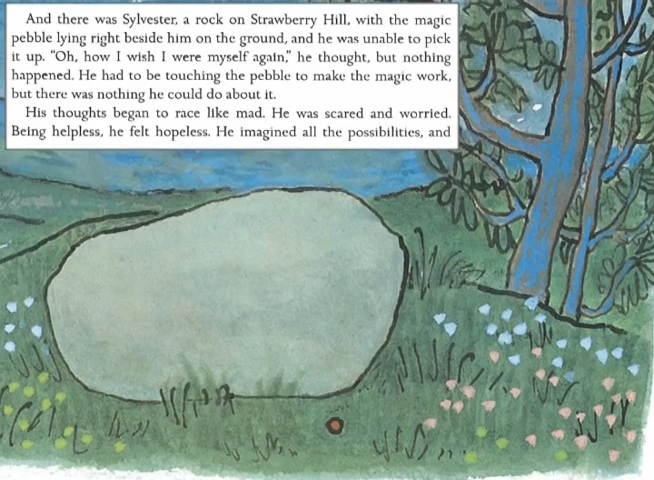 And there was Sylvester, a rock on Strawberry Hill, with the magic
pebble lying right beside him on the ground, and he was unable to pick
it up. “Oh, how I wish I were myself again,” he thought, but nothing
happened. He had to be touching the pebble to make the magic work,
but there was nothing he could do about it.
His thoughts began to race like mad. He was scared and worried.
Being helpless, he felt hopeless. He imagined all the possibilities, and